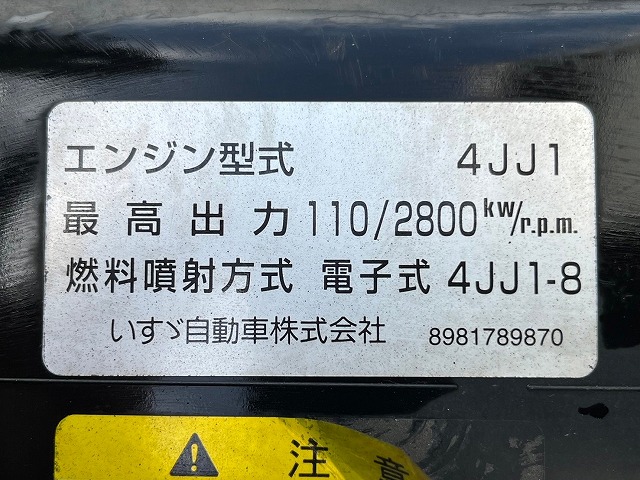 エンジン型式 4JJ1
最高出力 110/2800 kW/r.p.m.
燃料噴射方式 電子式 4JJ1-8
いすゞ自動車株式会社 8981789870
注意